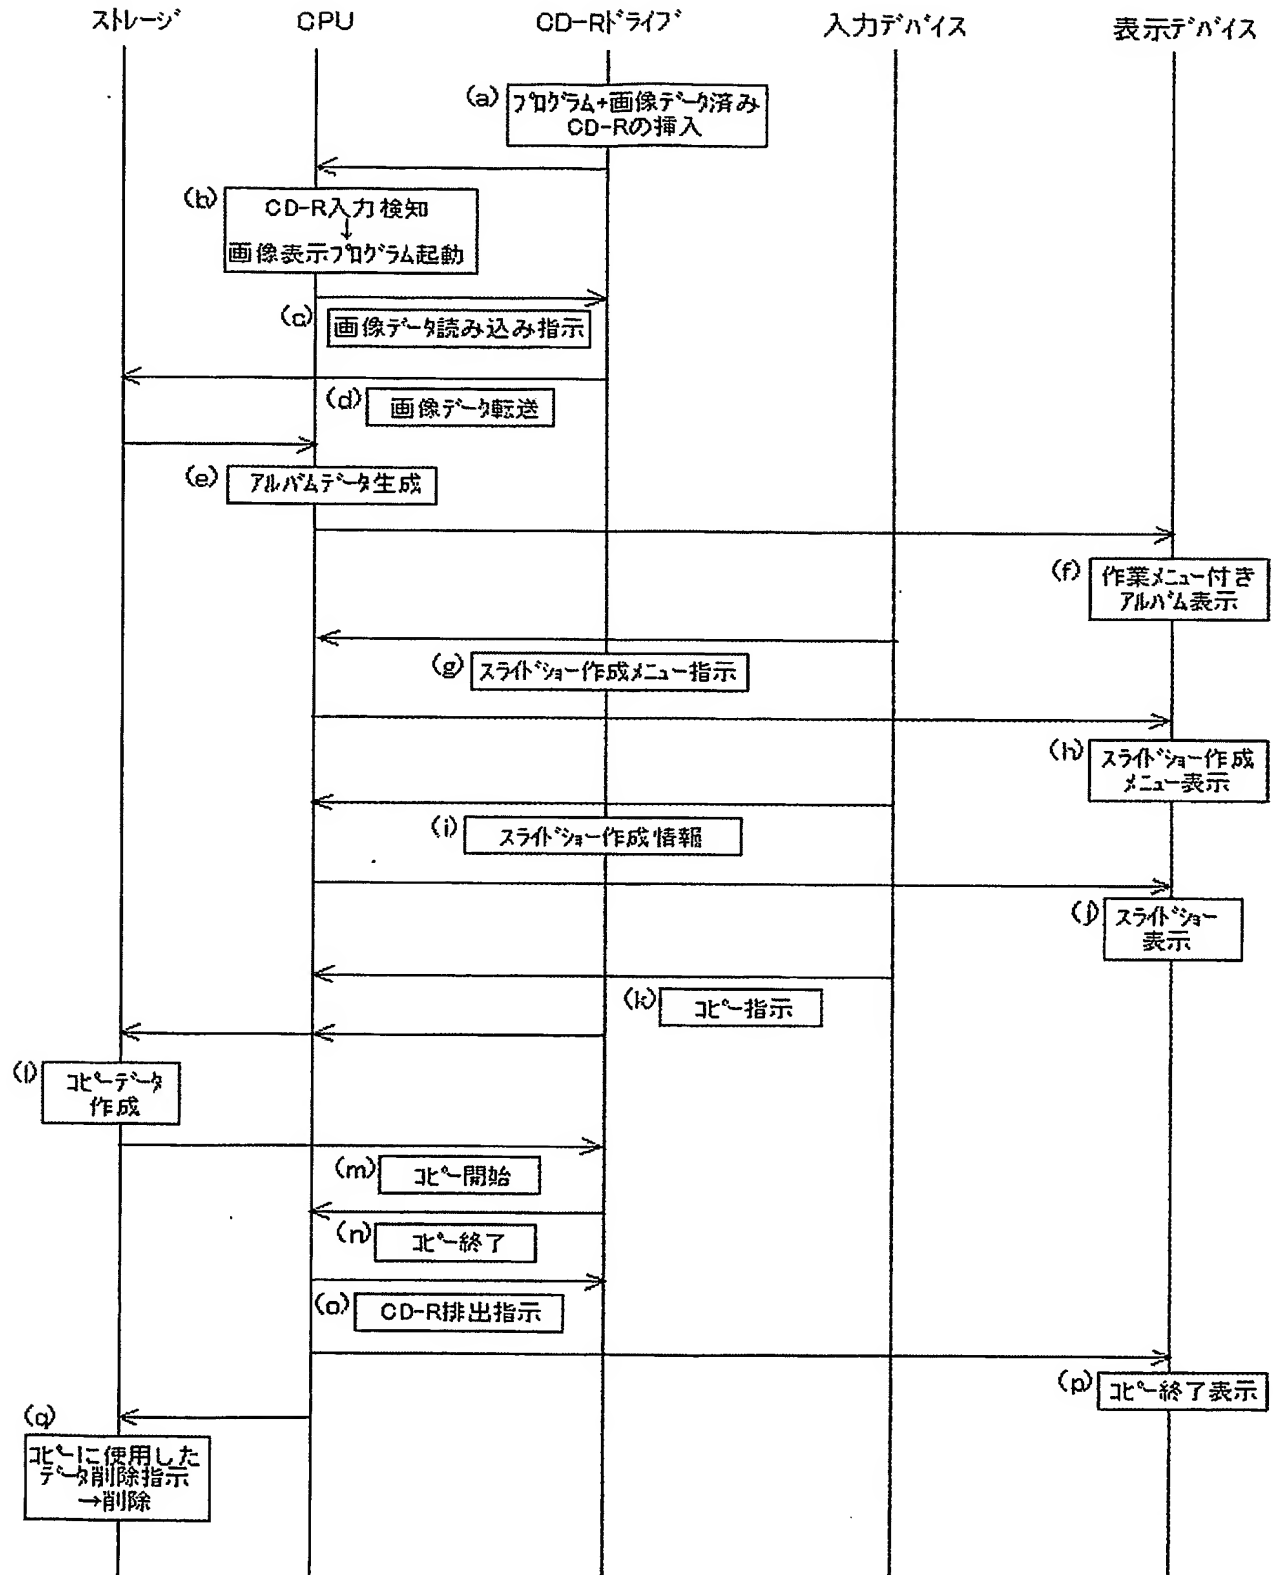 ストレージ
CPU
CD-Rドライブ
入力デバイス
表示デバイス
(a)
プログラム+画像データ済み
CD-Rの挿入
(b)
CD-R入力検知
↓
画像表示プログラム起動
(c)
画像データ読み込み指示
(d)
画像データ転送
(e)
アルバムデータ生成
(f)
作業メニュー付き
アルバム表示
(g)
スライドショー作成メニュー指示
(h)
スライドショー作成
メニュー表示
(i)
スライドショー作成情報
(j)
スライドショー
表示
(k)
コピー指示
(l)
コピーデータ
作成
(m)
コピー開始
(n)
コピー終了
(o)
CD-R排出指示
(p)
コピー終了表示
(q)
コピーに使用した
データ削除指示
→削除